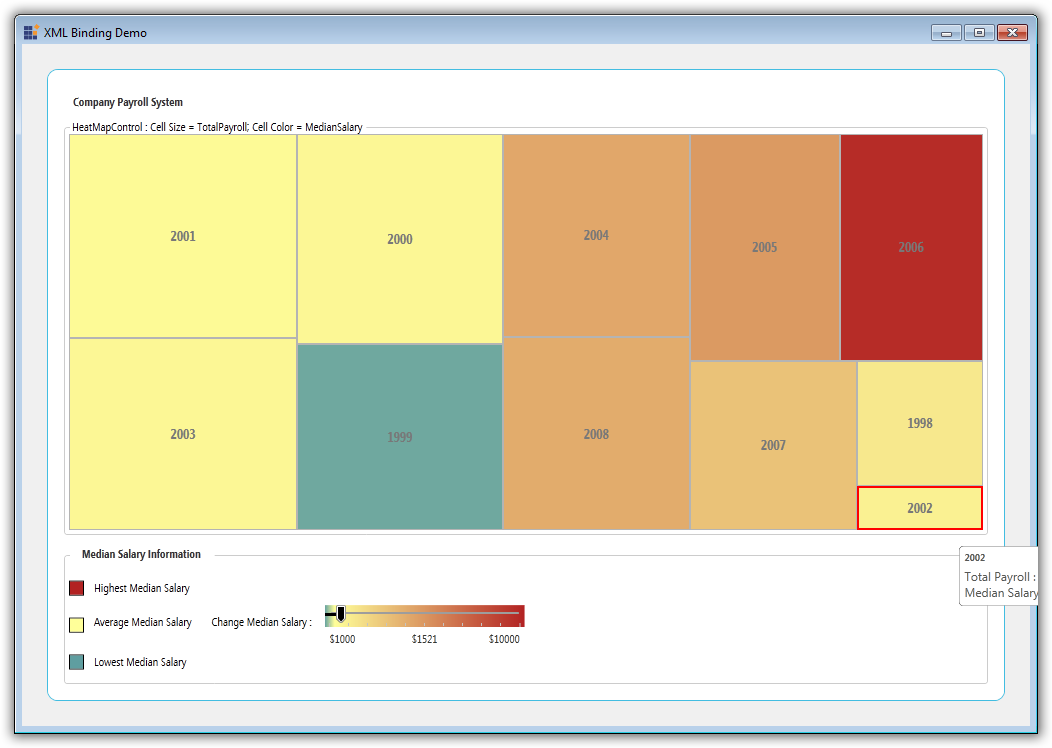 XML Binding Demo
Company Payroll System
HeatMapControl : Cell Size = TotalPayroll; Cell Color = MedianSalary
2001
2000
2004
2005
2006
2003
1999
2008
2007
1998
2002
2002
Total Payroll :
Median Salary
Median Salary Information
Highest Median Salary
Average Median Salary
Change Median Salary :
$1000
$1521
$10000
Lowest Median Salary